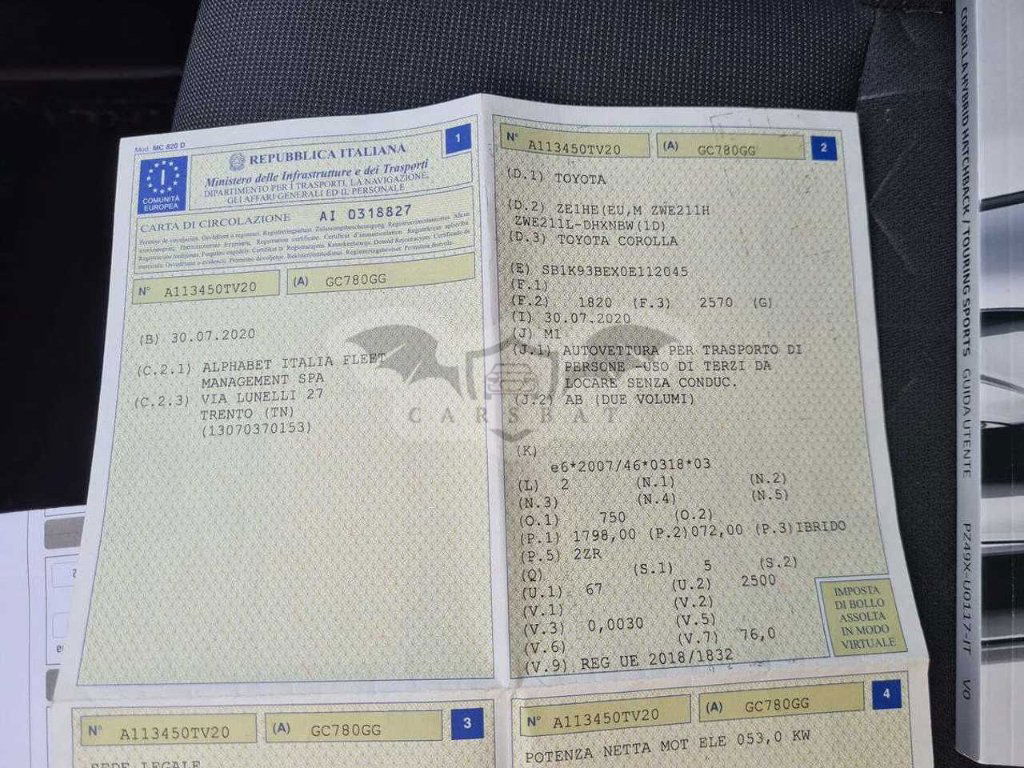 Mod. MC 820 D
1
I
COMUNITÀ
EUROPEA
REPUBBLICA ITALIANA
Ministero delle Infrastrutture e dei Trasporti
DIPARTIMENTO PER I TRASPORTI, LA NAVIGAZIONE,
GLI AFFARI GENERALI ED IL PERSONALE
CARTA DI CIRCOLAZIONE AI 0318827
N° A113450TV20 (A) GC780GG
(B) 30.07.2020
(C.2.1) ALPHABET ITALIA FLEET
MANAGEMENT SPA
(C.2.3) VIA LUNELLI 27
TRENTO (TN)
(13070370153)
N° A113450TV20 (A) GC780GG 2
(D.1) TOYOTA
(D.2) ZEIHE(EU,M ZWE211H
ZWE211L-DHXNBW(1D)
(D.3) TOYOTA COROLLA
(E) SB1K93BEX0E112045
(F.1)
(F.2) 1820 (F.3) 2570 (G)
(I) 30.07.2020
(J) M1
(J.1) AUTOVETTURA PER TRASPORTO DI
PERSONE -USO DI TERZI DA
LOCARE SENZA CONDUC.
(J.2) AB (DUE VOLUMI)
(K)
e6*2007/46*0318*03
(L) 2 (N.1) (N.2)
(N.3) (N.4) (N.5)
(O.1) 750 (O.2)
(P.1) 1798,00 (P.2)072,00 (P.3)IBRIDO
(P.5) 2ZR
(Q) (S.1) 5 (S.2)
(U.1) 67 (U.2) 2500
(V.1) (V.2)
(V.3) 0,0030 (V.5)
(V.6) (V.7) 76,0
(V.9) REG UE 2018/1832
IMPOSTA
DI BOLLO
ASSOLTA
IN MODO
VIRTUALE
CARSBAT
N° A113450TV20 (A) GC780GG 3
SEDE LEGALE
N° A113450TV20 (A) GC780GG 4
POTENZA NETTA MOT ELE 053,0 KW
COROLLA HYBRID HATCHBACK / TOURING SPORTS GUIDA UTENTE PZ49X-U0117-IT V0